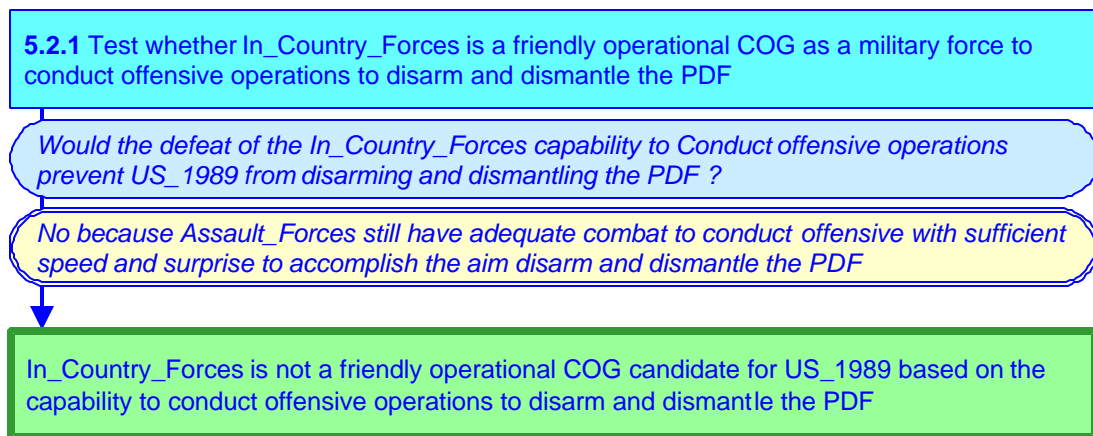 5.2.1 Test whether In_Country_Forces is a friendly operational COG as a military force to
conduct offensive operations to disarm and dismantle the PDF
Would the defeat of the In_Country_Forces capability to Conduct offensive operations
prevent US_1989 from disarming and dismantling the PDF ?
No because Assault_Forces still have adequate combat to conduct offensive with sufficient
speed and surprise to accomplish the aim disarm and dismantle the PDF
In_Country_Forces is not a friendly operational COG candidate for US_1989 based on the
capability to conduct offensive operations to disarm and dismantle the PDF